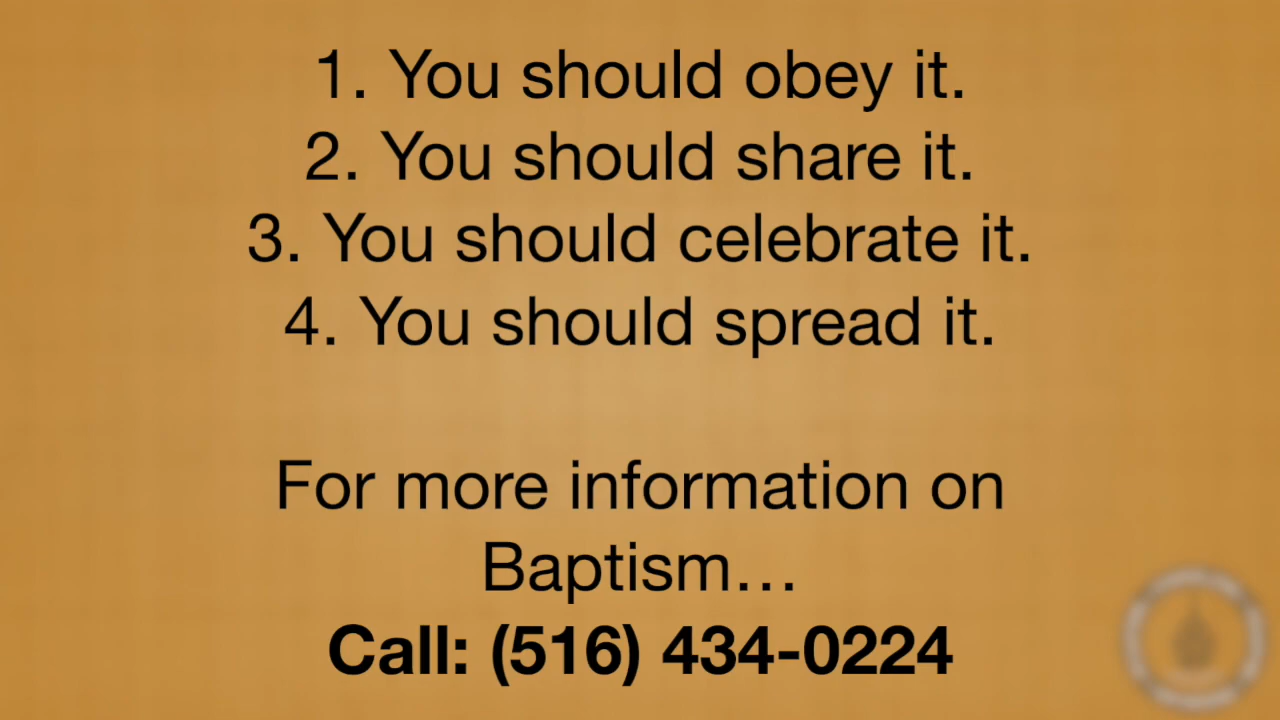 1. You should obey it.
2. You should share it.
3. You should celebrate it.
4. You should spread it.
For more information on
Baptism…
Call: (516) 434-0224